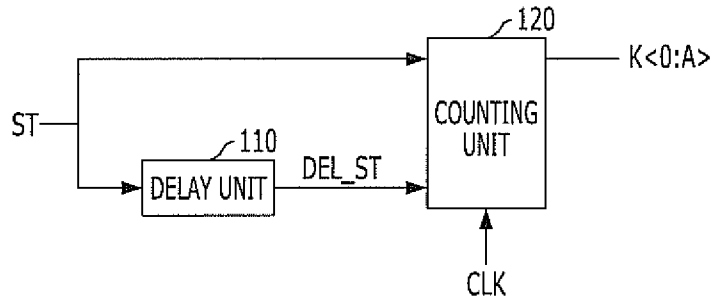 120
K<0:A>
COUNTING
UNIT
ST
110
DELAY UNIT
DEL_ST
CLK